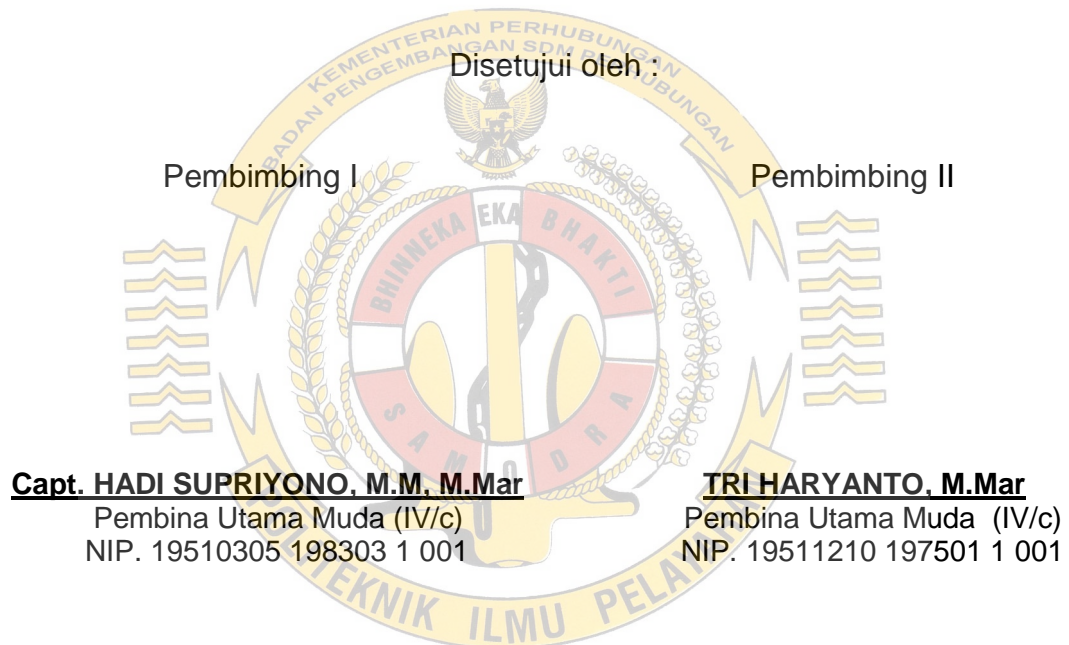 KEMENTERIAN PERHUBUNGAN
BADAN PENGEMBANGAN SDM PERHUBUNGAN
Disetujui oleh :
Pembimbing I Pembimbing II
BHINNEKA EKA BHAKTI
SAMODRA
Capt. HADI SUPRIYONO, M.M, M.Mar TRI HARYANTO, M.Mar
Pembina Utama Muda (IV/c) Pembina Utama Muda (IV/c)
NIP. 19510305 198303 1 001 NIP. 19511210 197501 1 001
POLITEKNIK ILMU PELAYARAN